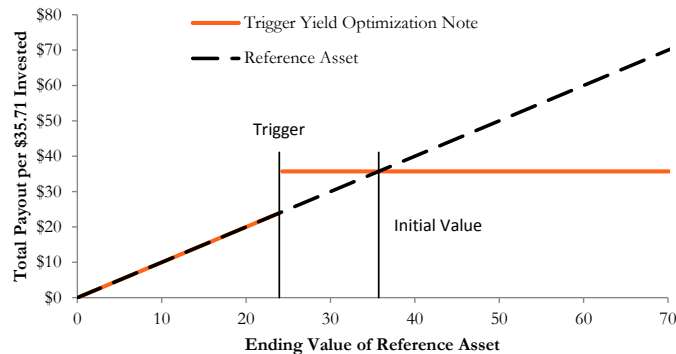 Trigger Yield Optimization Note
Reference Asset
Total Payout per $35.71 Invested
$80
$70
$60
$50
$40
$30
$20
$10
$0
Trigger
Initial Value
0 10 20 30 40 50 60 70
Ending Value of Reference Asset